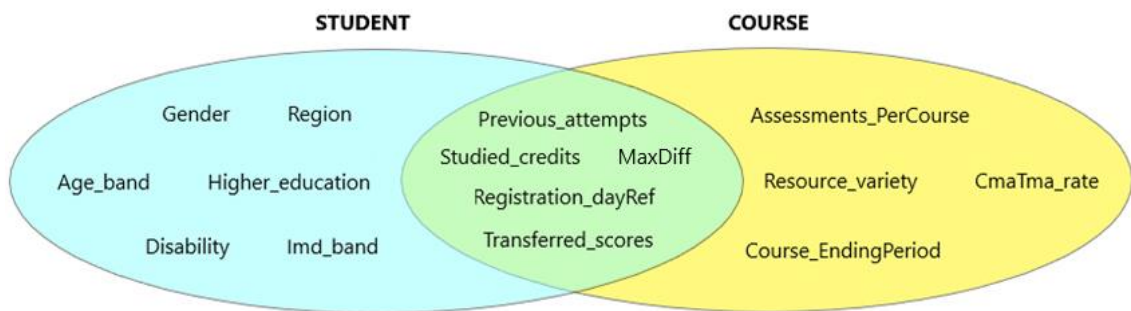 STUDENT COURSE
Gender Region
Age_band Higher_education
Disability Imd_band
Previous_attempts
Studied_credits MaxDiff
Registration_dayRef
Transferred_scores
Assessments_PerCourse
Resource_variety CmaTma_rate
Course_EndingPeriod